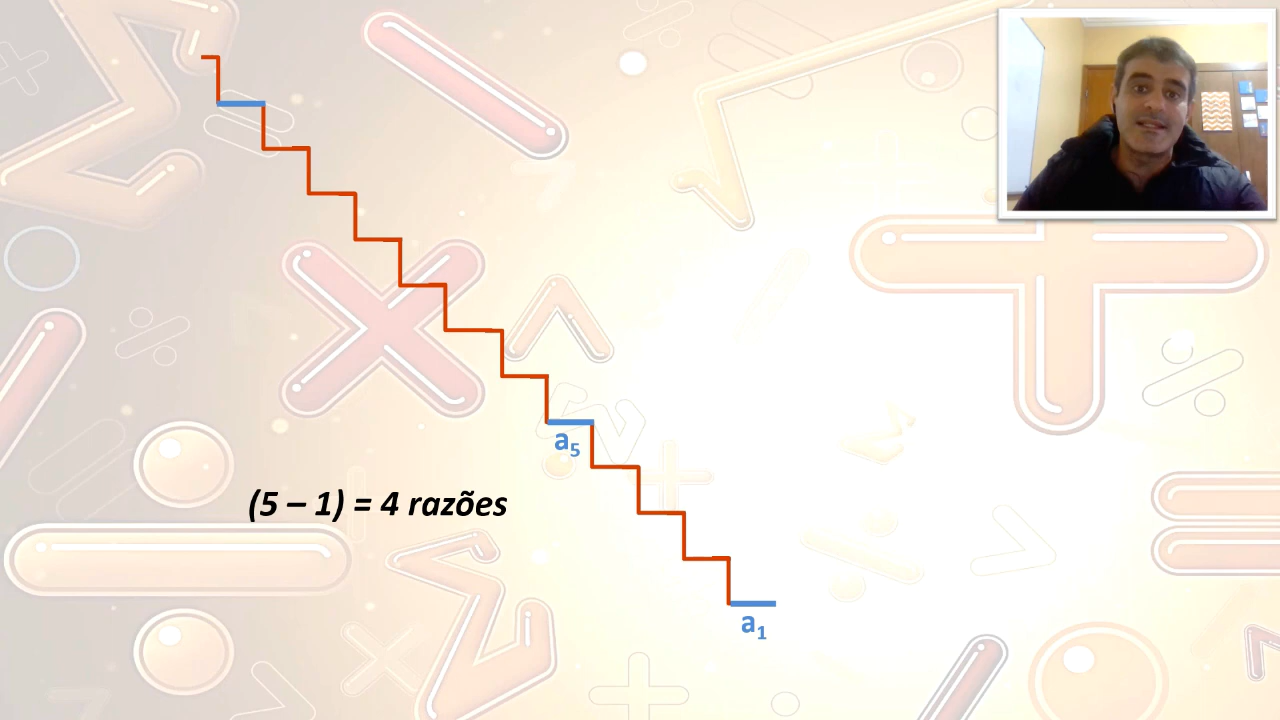 a₅
(5 – 1) = 4 razões
a₁